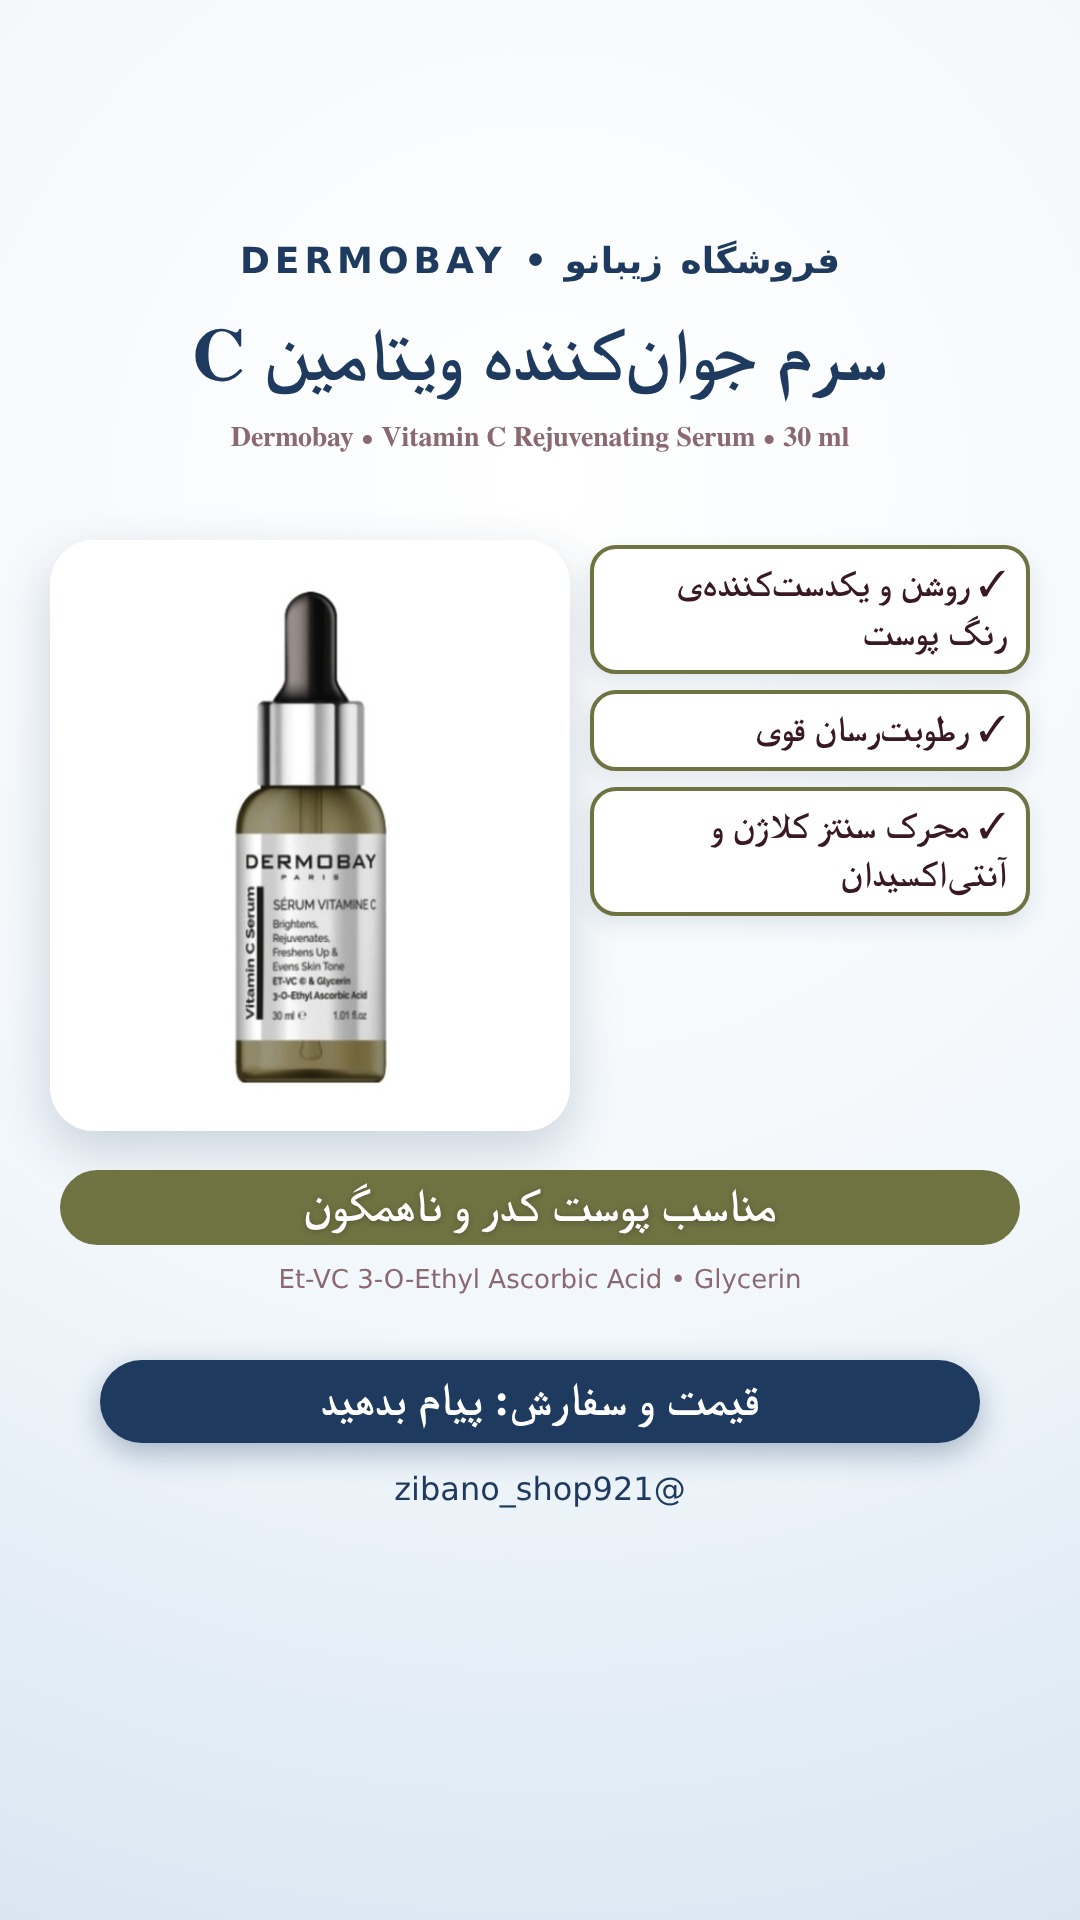 فروشگاه زیبانو • DERMOBAY
سرم جوان‌کننده ویتامین C
Dermobay • Vitamin C Rejuvenating Serum • 30 ml
✓ روشن و یکدست‌کننده‌ی
رنگ پوست
✓ رطوبت‌رسان قوی
✓ محرک سنتز کلاژن و
آنتی‌اکسیدان
DERMOBAY
PARIS
Vitamin C Serum
SÉRUM VITAMINE C
Brightens,
Rejuvenates,
Freshens Up &
Evens Skin Tone
ET-VC © & Glycerin
3-O-Ethyl Ascorbic Acid
30 ml ℮ 1.01 fl.oz
مناسب پوست کدر و ناهمگون
Et-VC 3-O-Ethyl Ascorbic Acid • Glycerin
قیمت و سفارش: پیام بدهید
zibano_shop921@